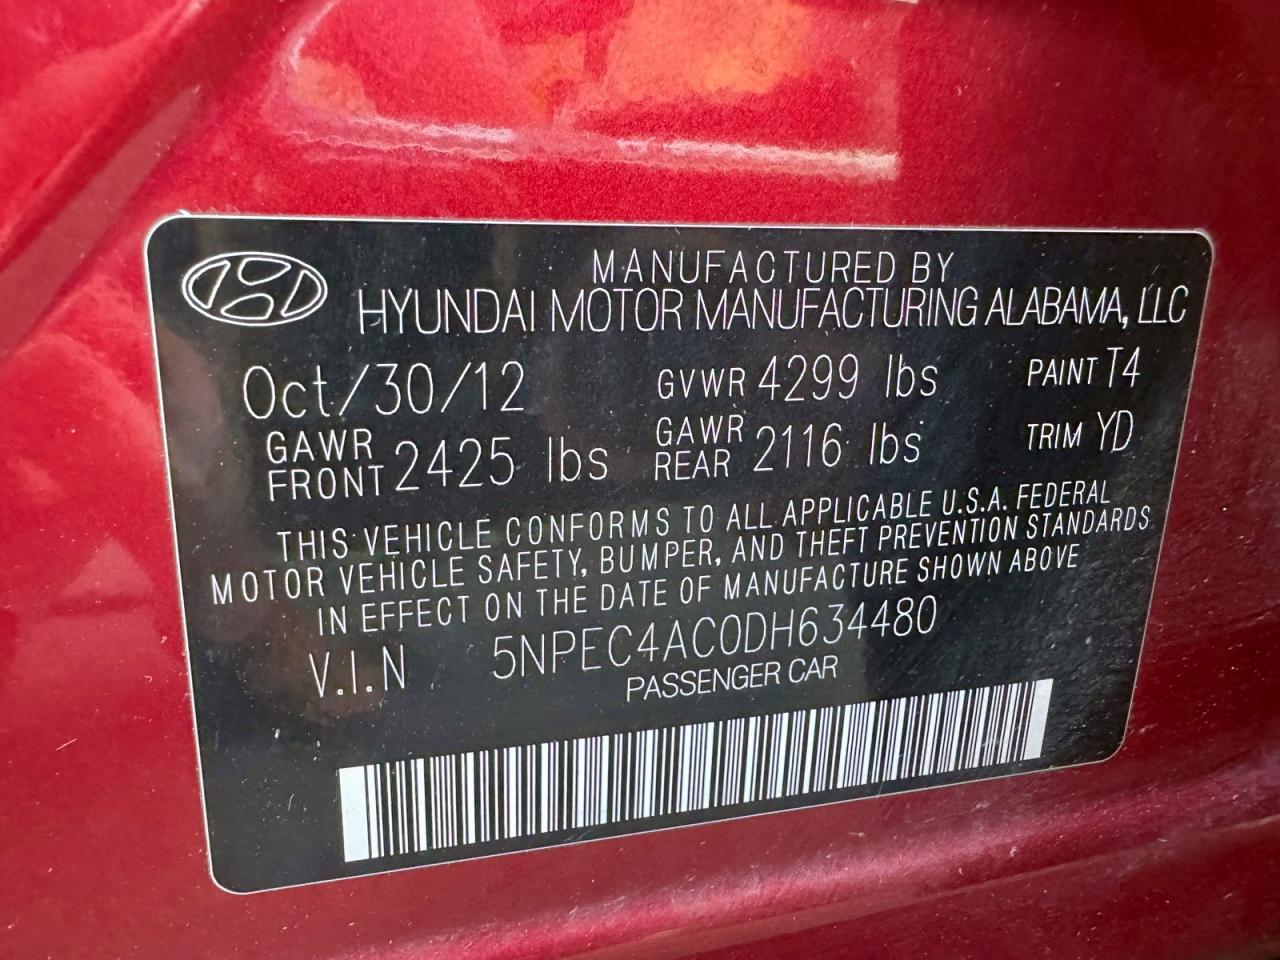 MANUFACTURED BY
HYUNDAI MOTOR MANUFACTURING ALABAMA, LLC
Oct/30/12 GVWR 4299 lbs PAINT T4
GAWR FRONT 2425 lbs GAWR REAR 2116 lbs TRIM YD
THIS VEHICLE CONFORMS TO ALL APPLICABLE U.S.A. FEDERAL
MOTOR VEHICLE SAFETY, BUMPER, AND THEFT PREVENTION STANDARDS
IN EFFECT ON THE DATE OF MANUFACTURE SHOWN ABOVE
V.I.N 5NPEC4AC0DH634480
PASSENGER CAR